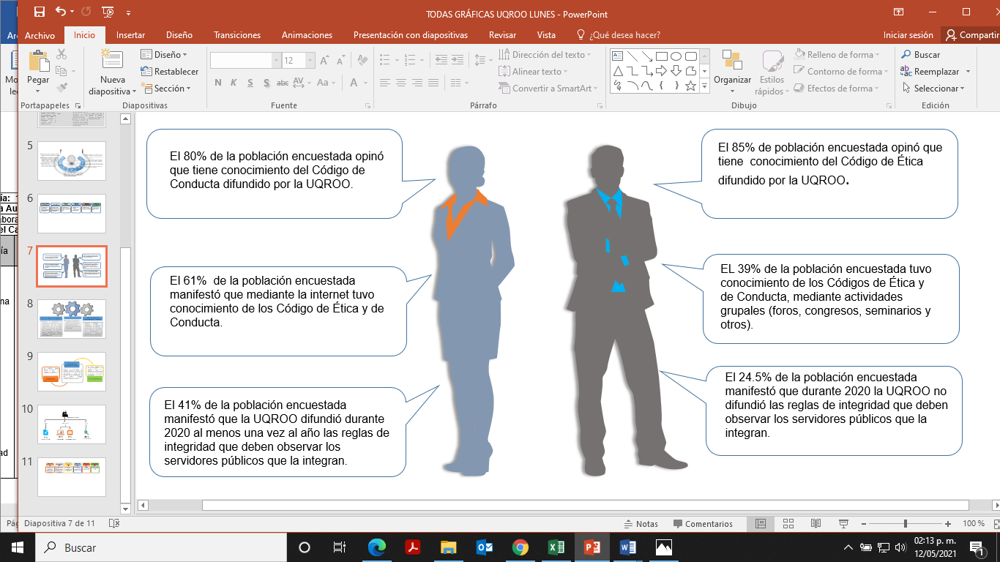 TODAS GRÁFICAS UQROO LUNES - PowerPoint
Archivo Inicio Insertar Diseño Transiciones Animaciones Presentación con diapositivas Revisar Vista ¿Qué desea hacer? Iniciar sesión Compartir
Pegar
Nueva
diapositiva
Diseño
Restablecer
Sección
12
N K S abc AV Aa A
Dirección del texto
Alinear texto
Convertir a SmartArt
Organizar
Estilos
rápidos
Relleno de forma
Contorno de forma
Efectos de forma
Buscar
Reemplazar
Seleccionar
Portapapeles Diapositivas Fuente Párrafo Dibujo Edición
5
6
7
8
9
10
11
El 80% de la población encuestada opinó
que tiene conocimiento del Código de
Conducta difundido por la UQROO.
El 85% de población encuestada opinó que
tiene conocimiento del Código de Ética
difundido por la UQROO.
El 61% de la población encuestada
manifestó que mediante la internet tuvo
conocimiento de los Código de Ética y de
Conducta.
EL 39% de la población encuestada tuvo
conocimiento de los Códigos de Ética y
de Conducta, mediante actividades
grupales (foros, congresos, seminarios y
otros).
El 41% de la población encuestada
manifestó que la UQROO difundió durante
2020 al menos una vez al año las reglas de
integridad que deben observar los
servidores públicos que la integran.
El 24.5% de la población encuestada
manifestó que durante 2020 la UQROO no
difundió las reglas de integridad que deben
observar los servidores públicos que la
integran.
Diapositiva 7 de 11 Notas Comentarios 100 %
Buscar
02:13 p. m.
12/05/2021
1